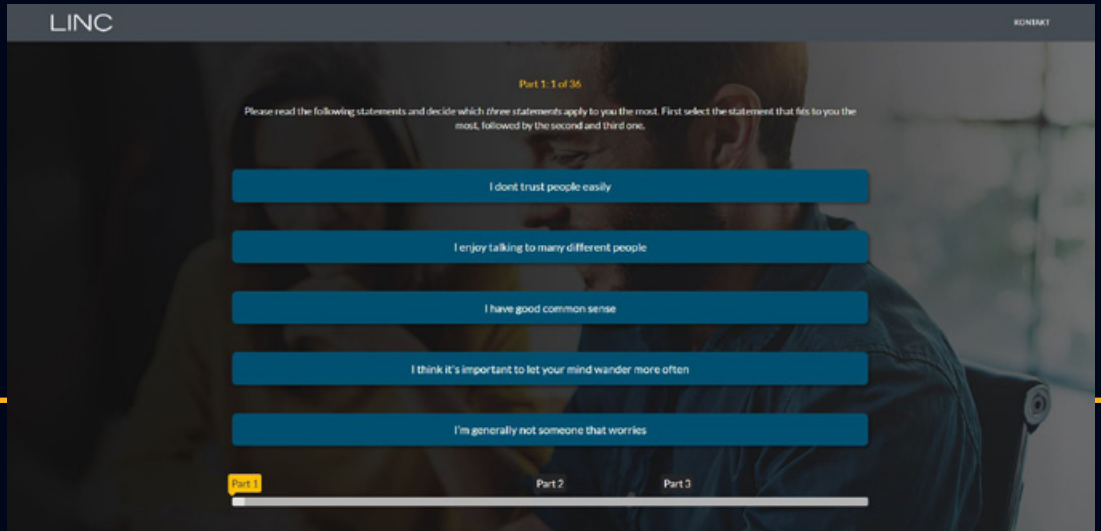 LINC
KONTAKT
Part 1: 1 of 36
Please read the following statements and decide which three statements apply to you the most. First select the statement that fits to you the
most, followed by the second and third one.
I dont trust people easily
I enjoy talking to many different people
I have good common sense
I think it's important to let your mind wander more often
I'm generally not someone that worries
Part 1
Part 2
Part 3